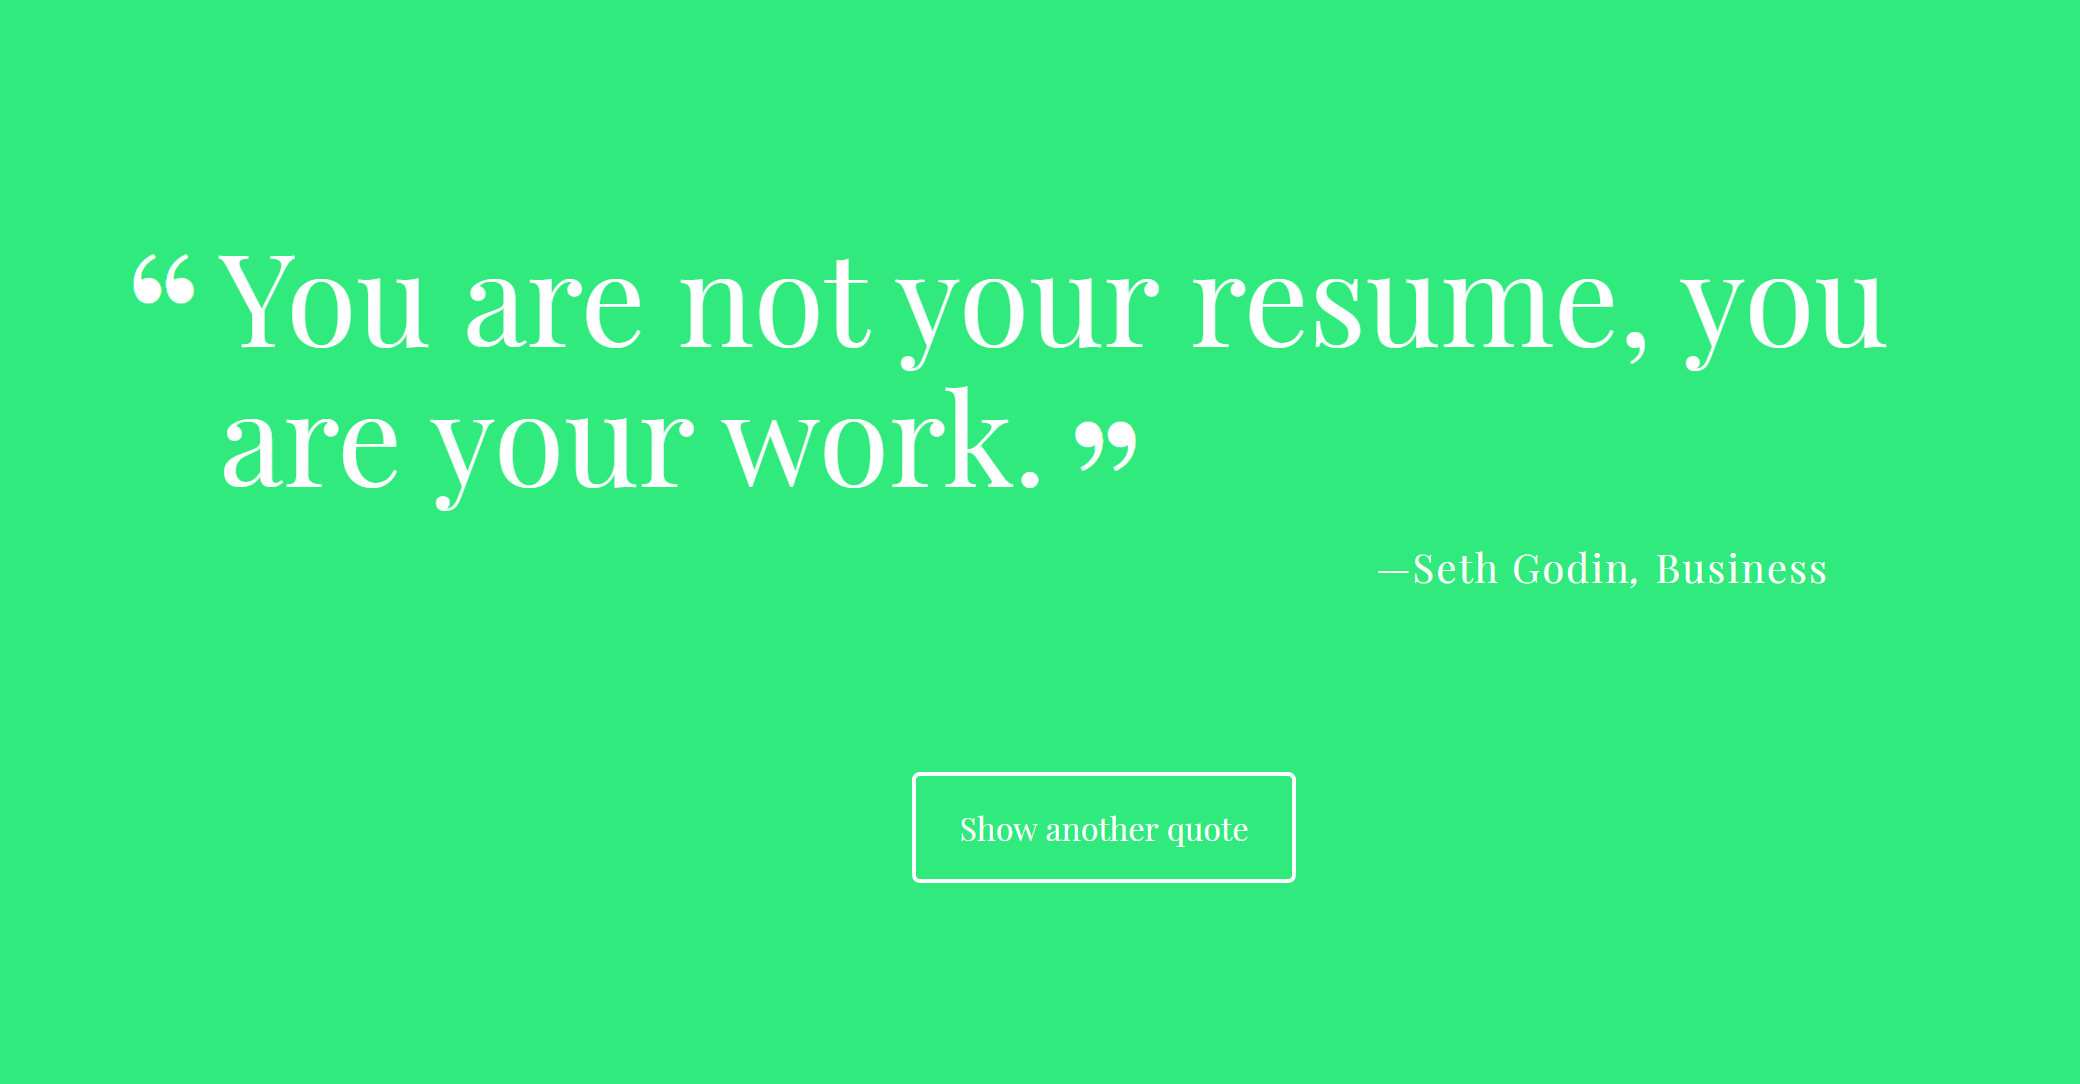 “ You are not your resume, you
are your work. ”
—Seth Godin, Business
Show another quote